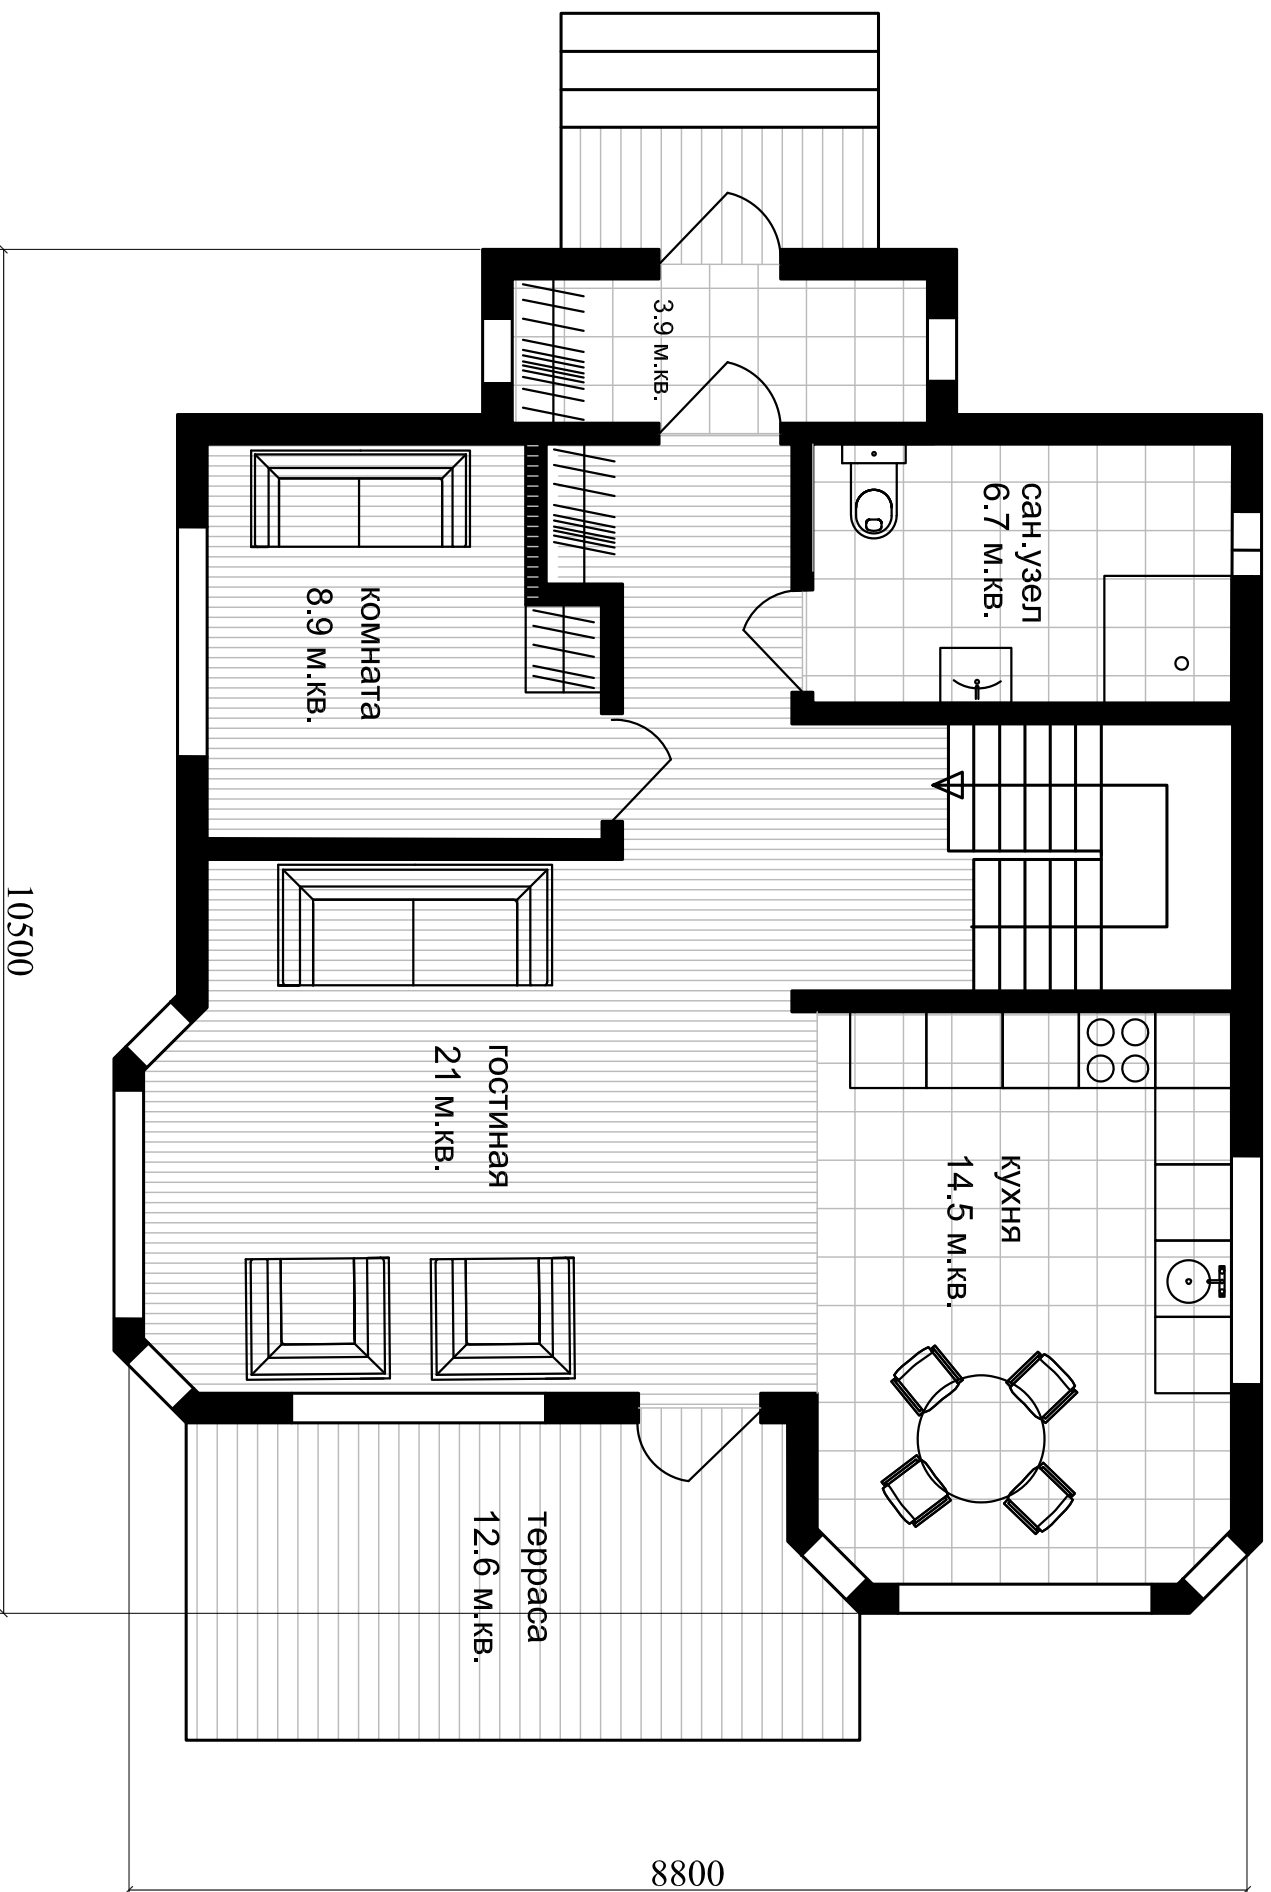 3.9 м.кв.
сан.узел
6.7 м.кв.
комната
8.9 м.кв.
гостиная
21 м.кв.
кухня
14.5 м.кв.
терраса
12.6 м.кв.
10500
8800